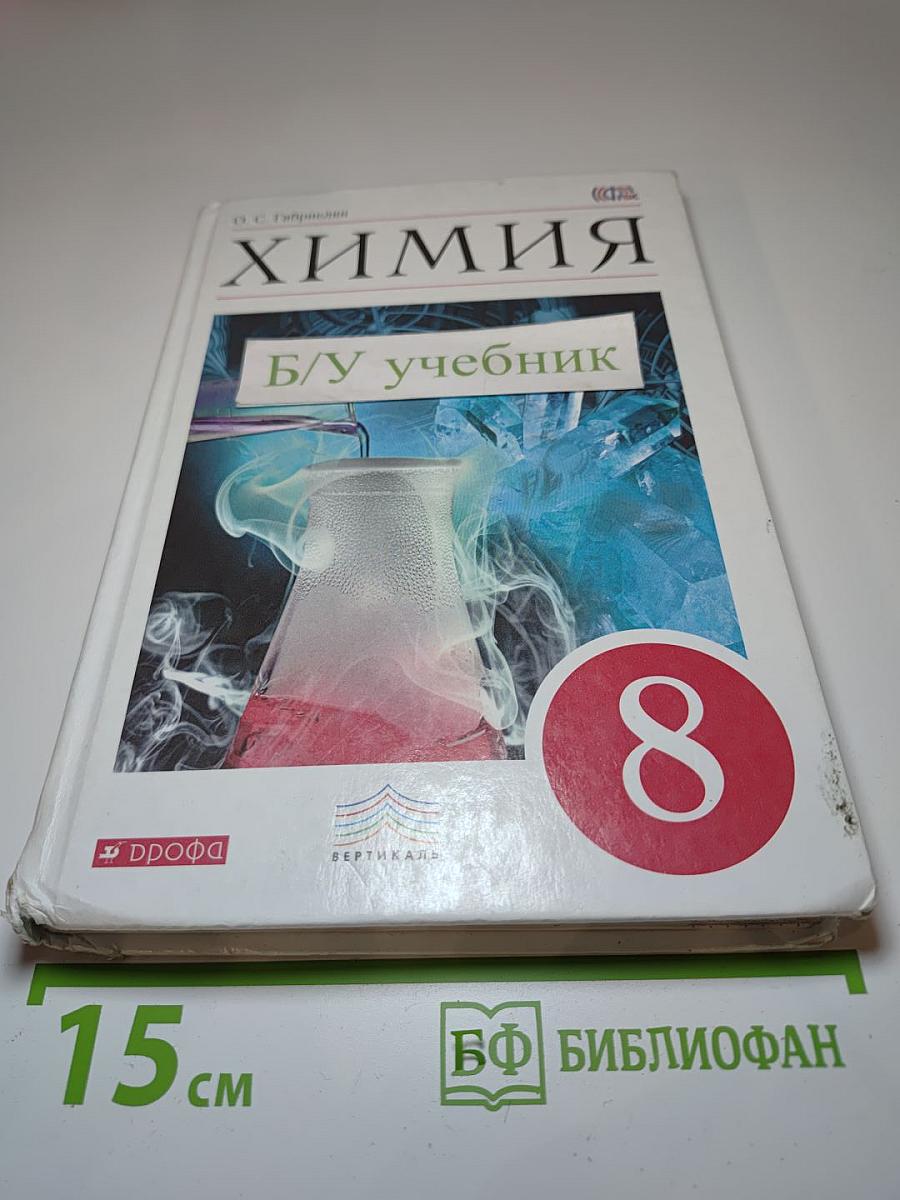 О. С. Габриелян
ХИМИЯ
Б/У учебник
8
дрофа
ВЕРТИКАЛЬ
15 см
БФ БИБЛИОФАН